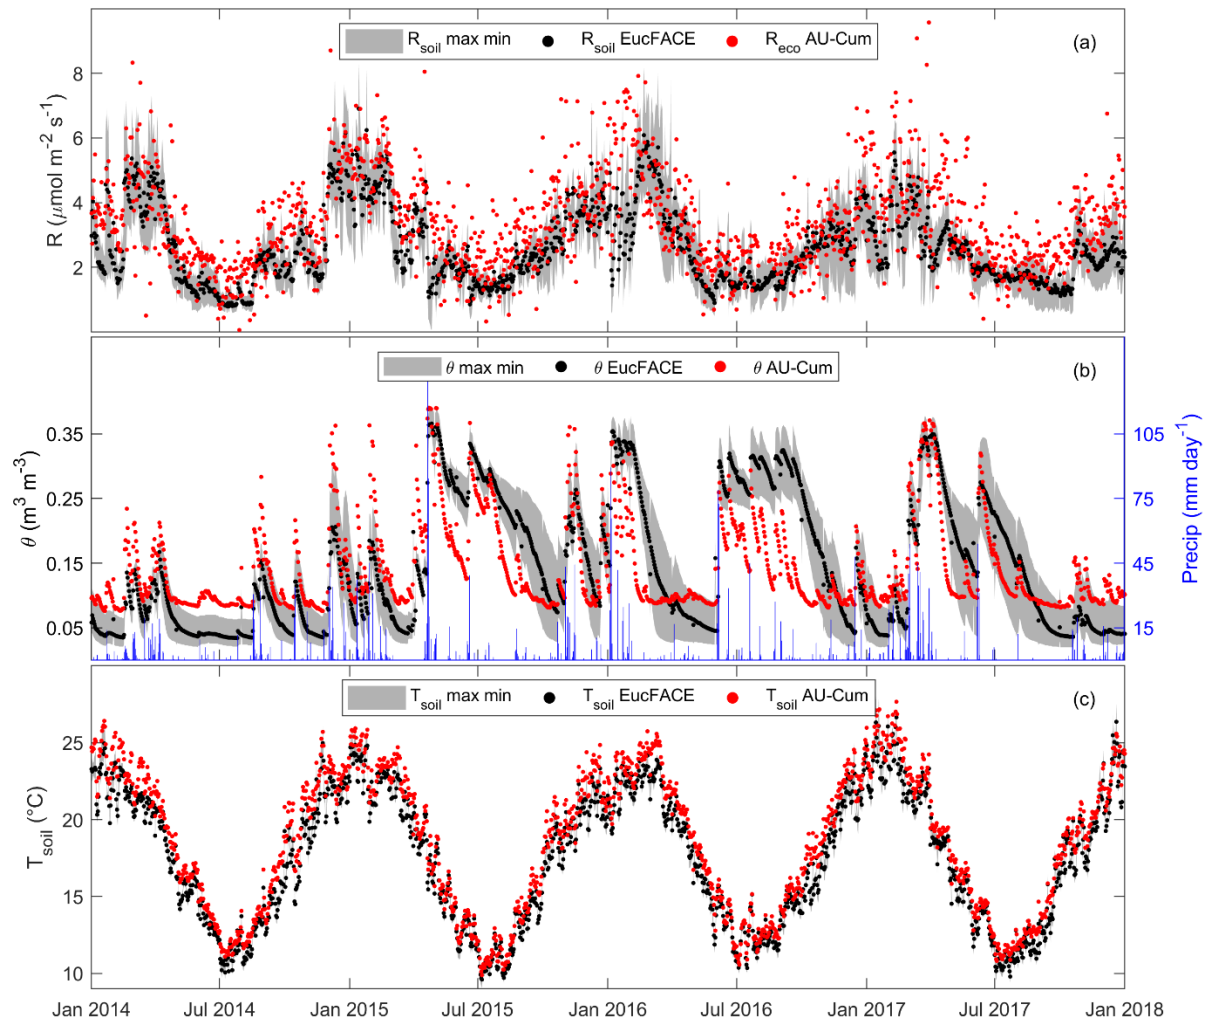 R_soil max min R_soil EucFACE R_eco AU-Cum (a)
8
6
4
2
R (μmol m⁻² s⁻¹)
θ max min θ EucFACE θ AU-Cum (b)
0.35 105
0.25 75
0.15 45
0.05 15
θ (m³ m⁻³)
Precip (mm day⁻¹)
T_soil max min T_soil EucFACE T_soil AU-Cum (c)
25
20
15
10
T_soil (°C)
Jan 2014 Jul 2014 Jan 2015 Jul 2015 Jan 2016 Jul 2016 Jan 2017 Jul 2017 Jan 2018